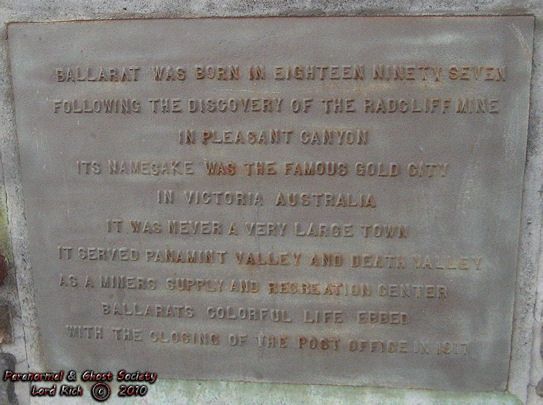 BALLARAT WAS BORN IN EIGHTEEN NINETY SEVEN
FOLLOWING THE DISCOVERY OF THE RADCLIFF MINE
IN PLEASANT CANYON
ITS NAMESAKE WAS THE FAMOUS GOLD CITY
IN VICTORIA AUSTRALIA
IT WAS NEVER A VERY LARGE TOWN
IT SERVED PANAMINT VALLEY AND DEATH VALLEY
AS A MINERS SUPPLY AND RECREATION CENTER
BALLARATS COLORFUL LIFE EBBED
WITH THE CLOSING OF THE POST OFFICE IN 1917
Paranormal & Ghost Society
Lord Rick © 2010